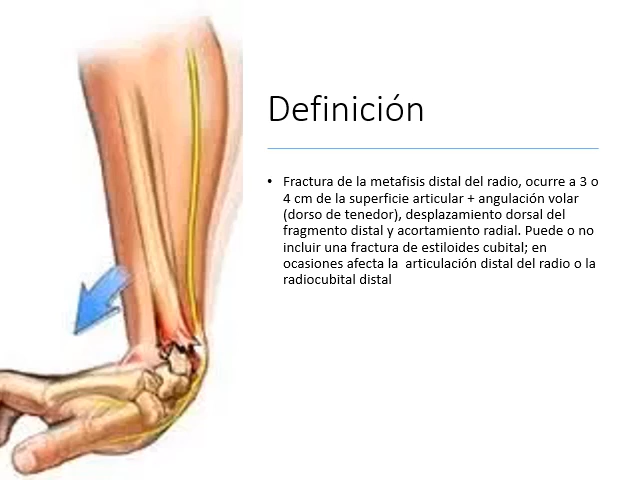 Definición
• Fractura de la metafisis distal del radio, ocurre a 3 o
4 cm de la superficie articular + angulación volar
(dorso de tenedor), desplazamiento dorsal del
fragmento distal y acortamiento radial. Puede o no
incluir una fractura de estiloides cubital; en
ocasiones afecta la  articulación distal del radio o la
radiocubital distal